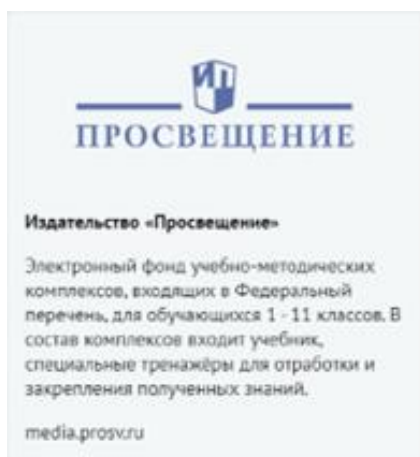 ИП
ПРОСВЕЩЕНИЕ
Издательство «Просвещение»
Электронный фонд учебно-методических
комплексов, входящих в Федеральный
перечень, для обучающихся 1 - 11 классов. В
состав комплексов входит учебник,
специальные тренажёры для отработки и
закрепления полученных знаний.
media.prosv.ru